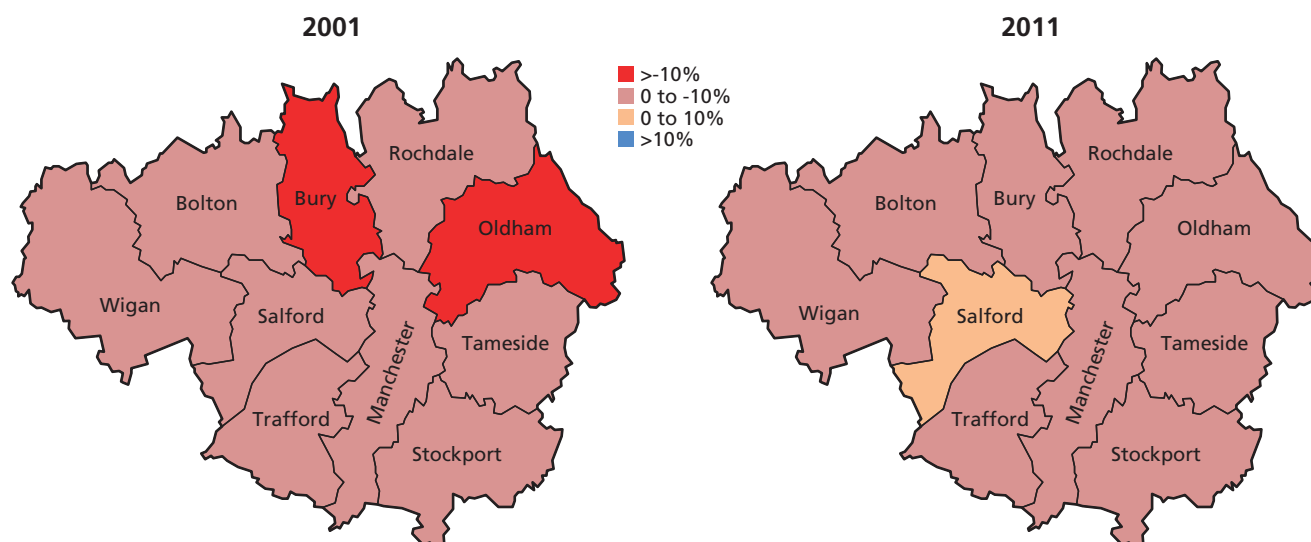 2001
2011
>-10%
0 to -10%
0 to 10%
>10%
Rochdale
Bolton
Bury
Oldham
Wigan
Salford
Manchester
Tameside
Trafford
Stockport
Rochdale
Bolton
Bury
Oldham
Wigan
Salford
Manchester
Tameside
Trafford
Stockport